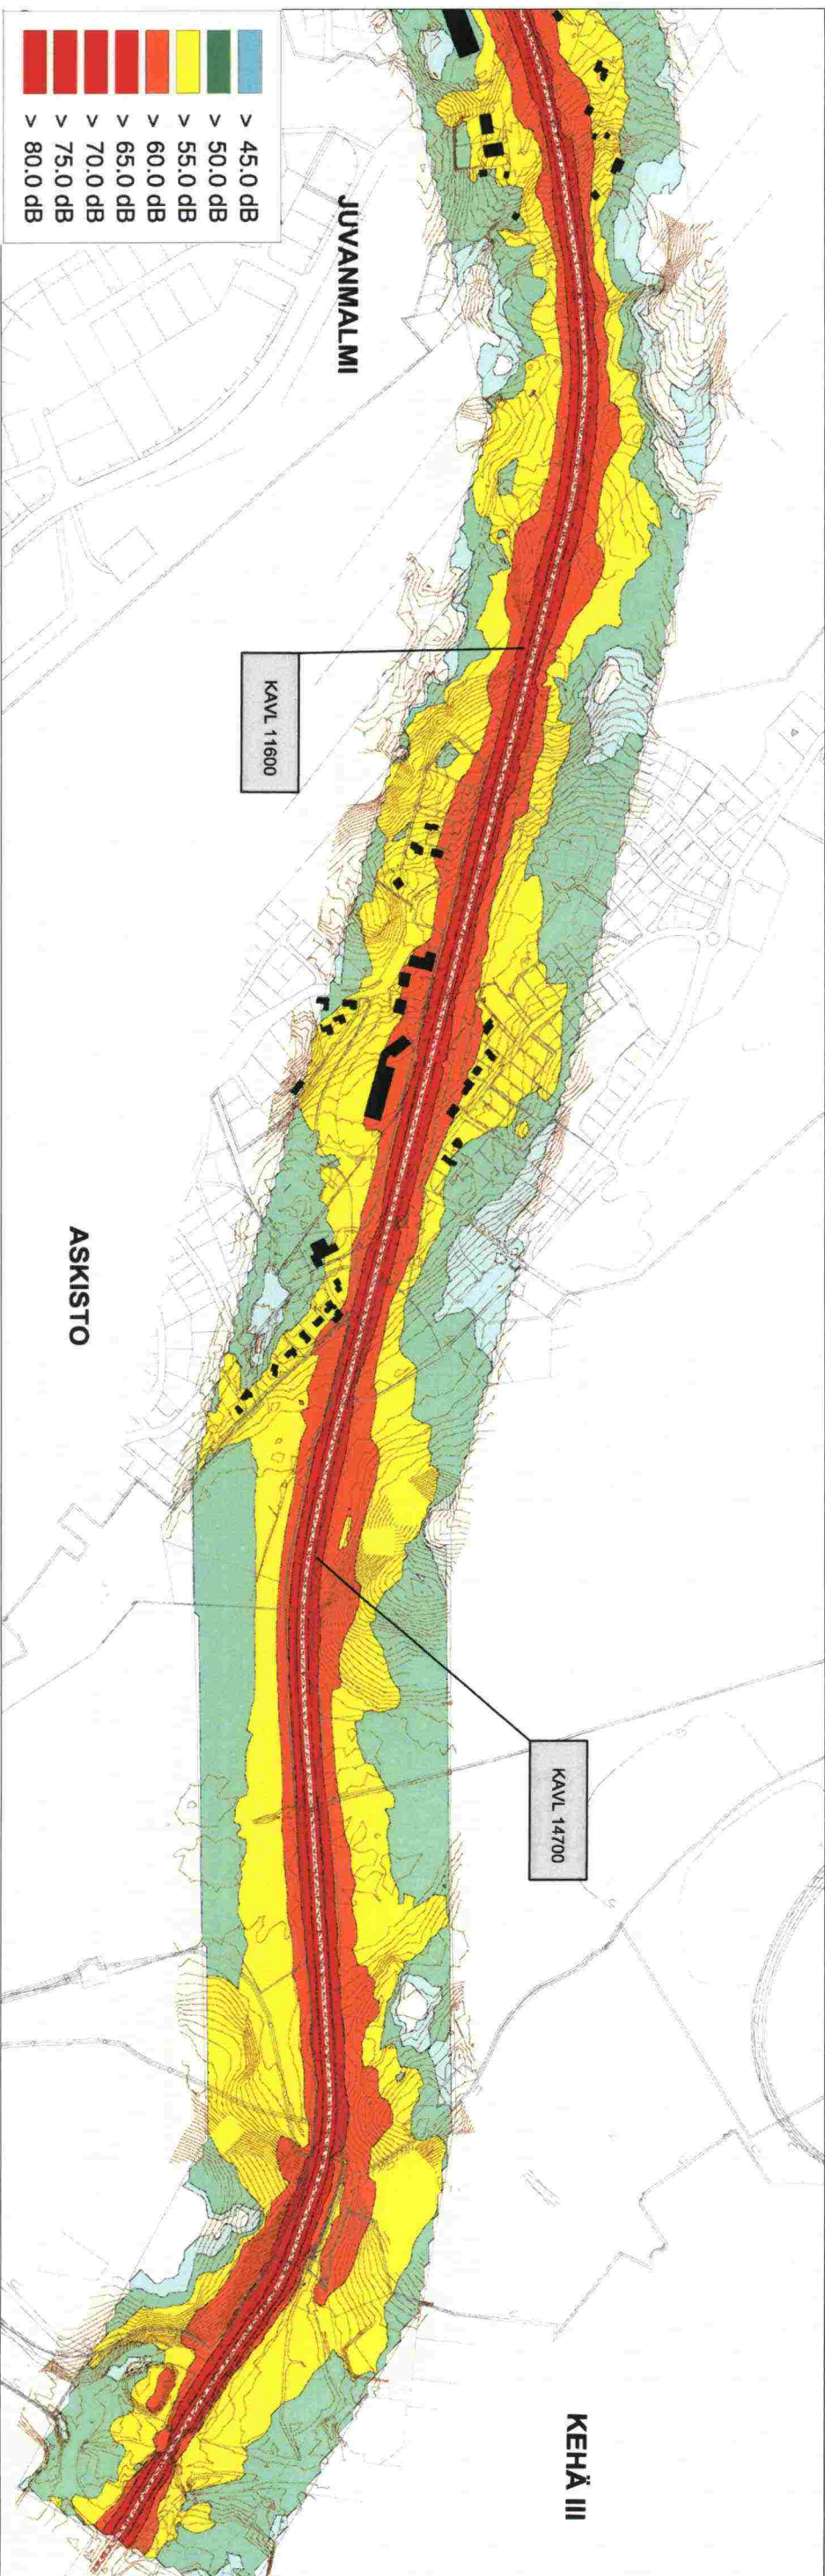 > 45.0 dB
> 50.0 dB
> 55.0 dB
> 60.0 dB
> 65.0 dB
> 70.0 dB
> 75.0 dB
> 80.0 dB
JUVANMALMI
KAVL 11600
ASKISTO
KAVL 14700
KEHÄ III